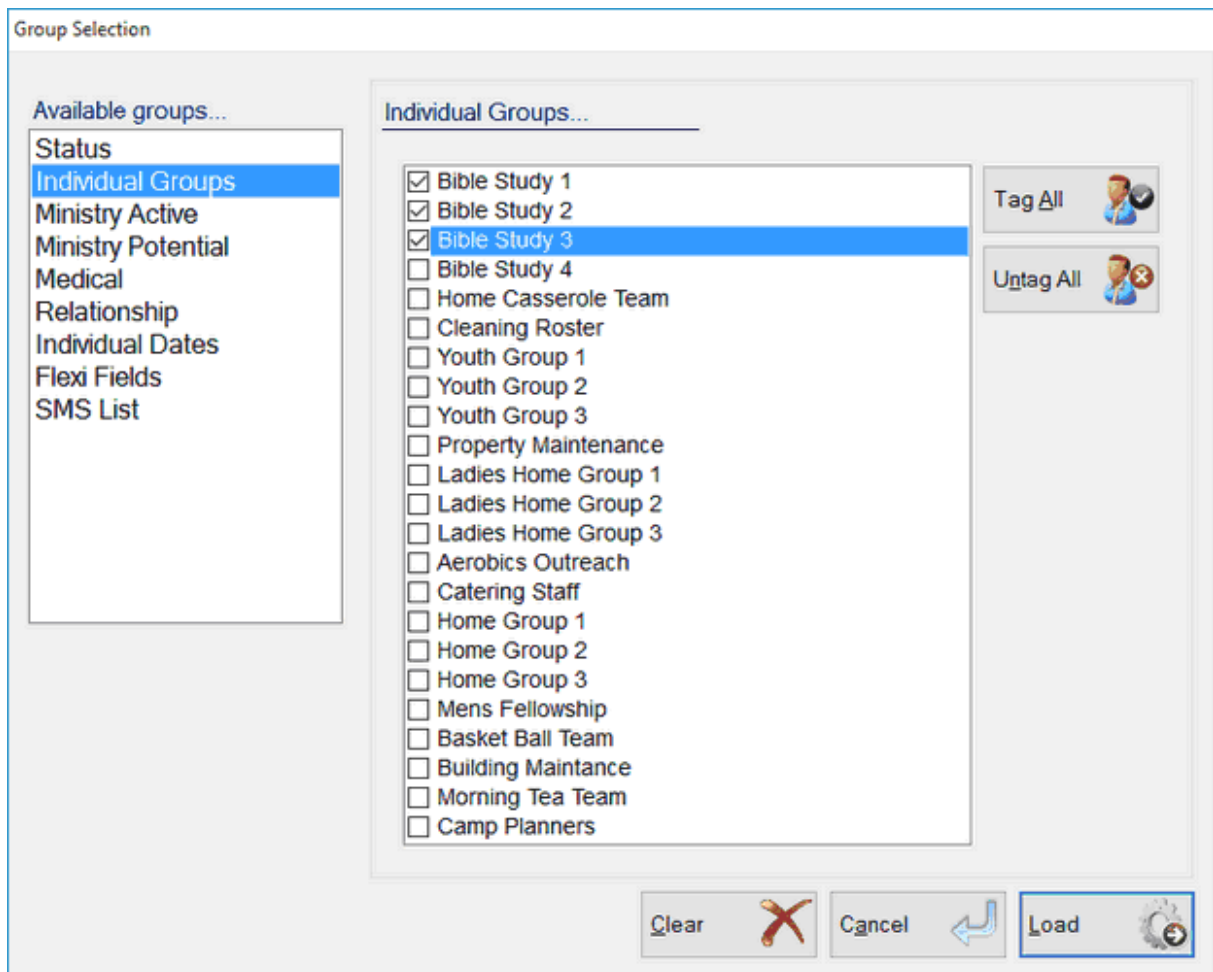 Group Selection
Available groups...
Status
Individual Groups
Ministry Active
Ministry Potential
Medical
Relationship
Individual Dates
Flexi Fields
SMS List
Individual Groups...
Bible Study 1
Bible Study 2
Bible Study 3
Bible Study 4
Home Casserole Team
Cleaning Roster
Youth Group 1
Youth Group 2
Youth Group 3
Property Maintenance
Ladies Home Group 1
Ladies Home Group 2
Ladies Home Group 3
Aerobics Outreach
Catering Staff
Home Group 1
Home Group 2
Home Group 3
Mens Fellowship
Basket Ball Team
Building Maintance
Morning Tea Team
Camp Planners
Tag All
Untag All
Clear
Cancel
Load